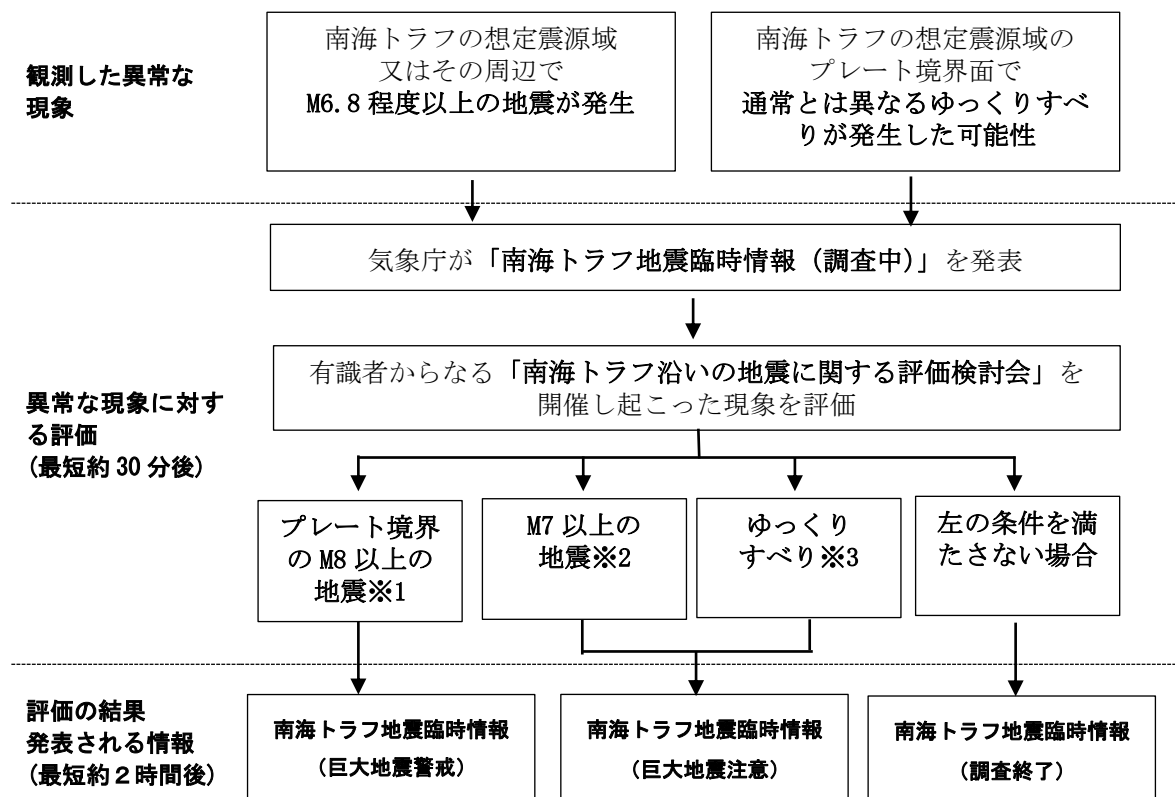 観測した異常な
現象
南海トラフの想定震源域
又はその周辺で
M6.8 程度以上の地震が発生
南海トラフの想定震源域の
プレート境界面で
通常とは異なるゆっくりすべ
りが発生した可能性
気象庁が「南海トラフ地震臨時情報（調査中）」を発表
異常な現象に対す
る評価
(最短約 30 分後)
有識者からなる「南海トラフ沿いの地震に関する評価検討会」を
開催し起こった現象を評価
プレート境界
の M8 以上の
地震※1
M7 以上の
地震※2
ゆっくり
すべり※3
左の条件を満
たさない場合
評価の結果
発表される情報
(最短約２時間後)
南海トラフ地震臨時情報
（巨大地震警戒）
南海トラフ地震臨時情報
（巨大地震注意）
南海トラフ地震臨時情報
（調査終了）